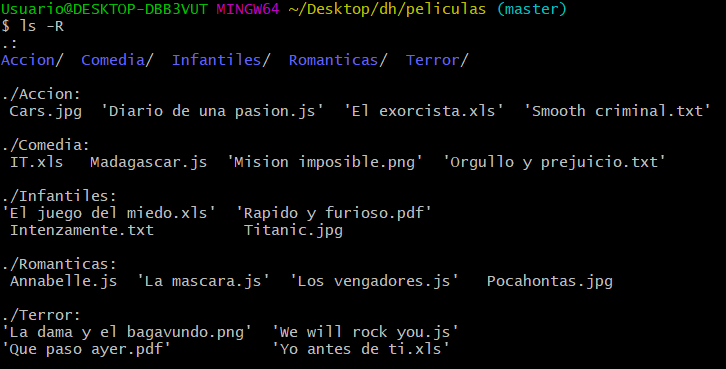 Usuario@DESKTOP-DBB3VUT MINGW64 ~/Desktop/dh/peliculas (master)
$ ls -R
.:
Accion/  Comedia/  Infantiles/  Romanticas/  Terror/
./Accion:
 Cars.jpg  'Diario de una pasion.js'  'El exorcista.xls'  'Smooth criminal.txt'
./Comedia:
 IT.xls   Madagascar.js  'Mision imposible.png'  'Orgullo y prejuicio.txt'
./Infantiles:
'El juego del miedo.xls'  'Rapido y furioso.pdf'
 Intenzamente.txt          Titanic.jpg
./Romanticas:
 Annabelle.js  'La mascara.js'  'Los vengadores.js'   Pocahontas.jpg
./Terror:
'La dama y el bagavundo.png'  'We will rock you.js'
'Que paso ayer.pdf'           'Yo antes de ti.xls'